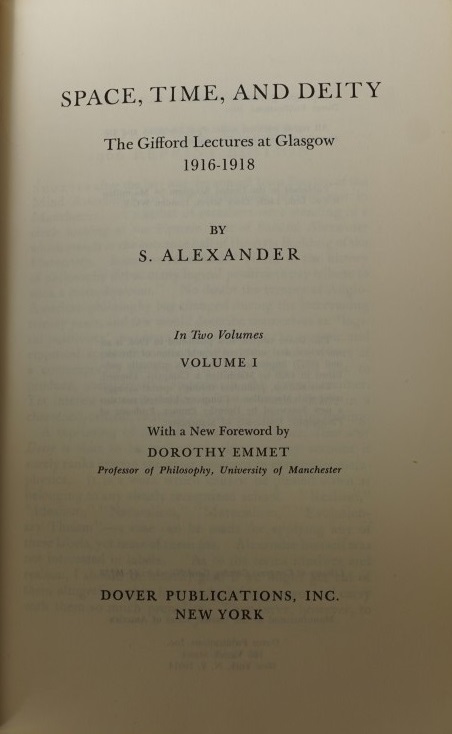 SPACE, TIME, AND DEITY
The Gifford Lectures at Glasgow
1916-1918
BY
S. ALEXANDER
In Two Volumes
VOLUME I
With a New Foreword by
DOROTHY EMMET
Professor of Philosophy, University of Manchester
DOVER PUBLICATIONS, INC.
NEW YORK